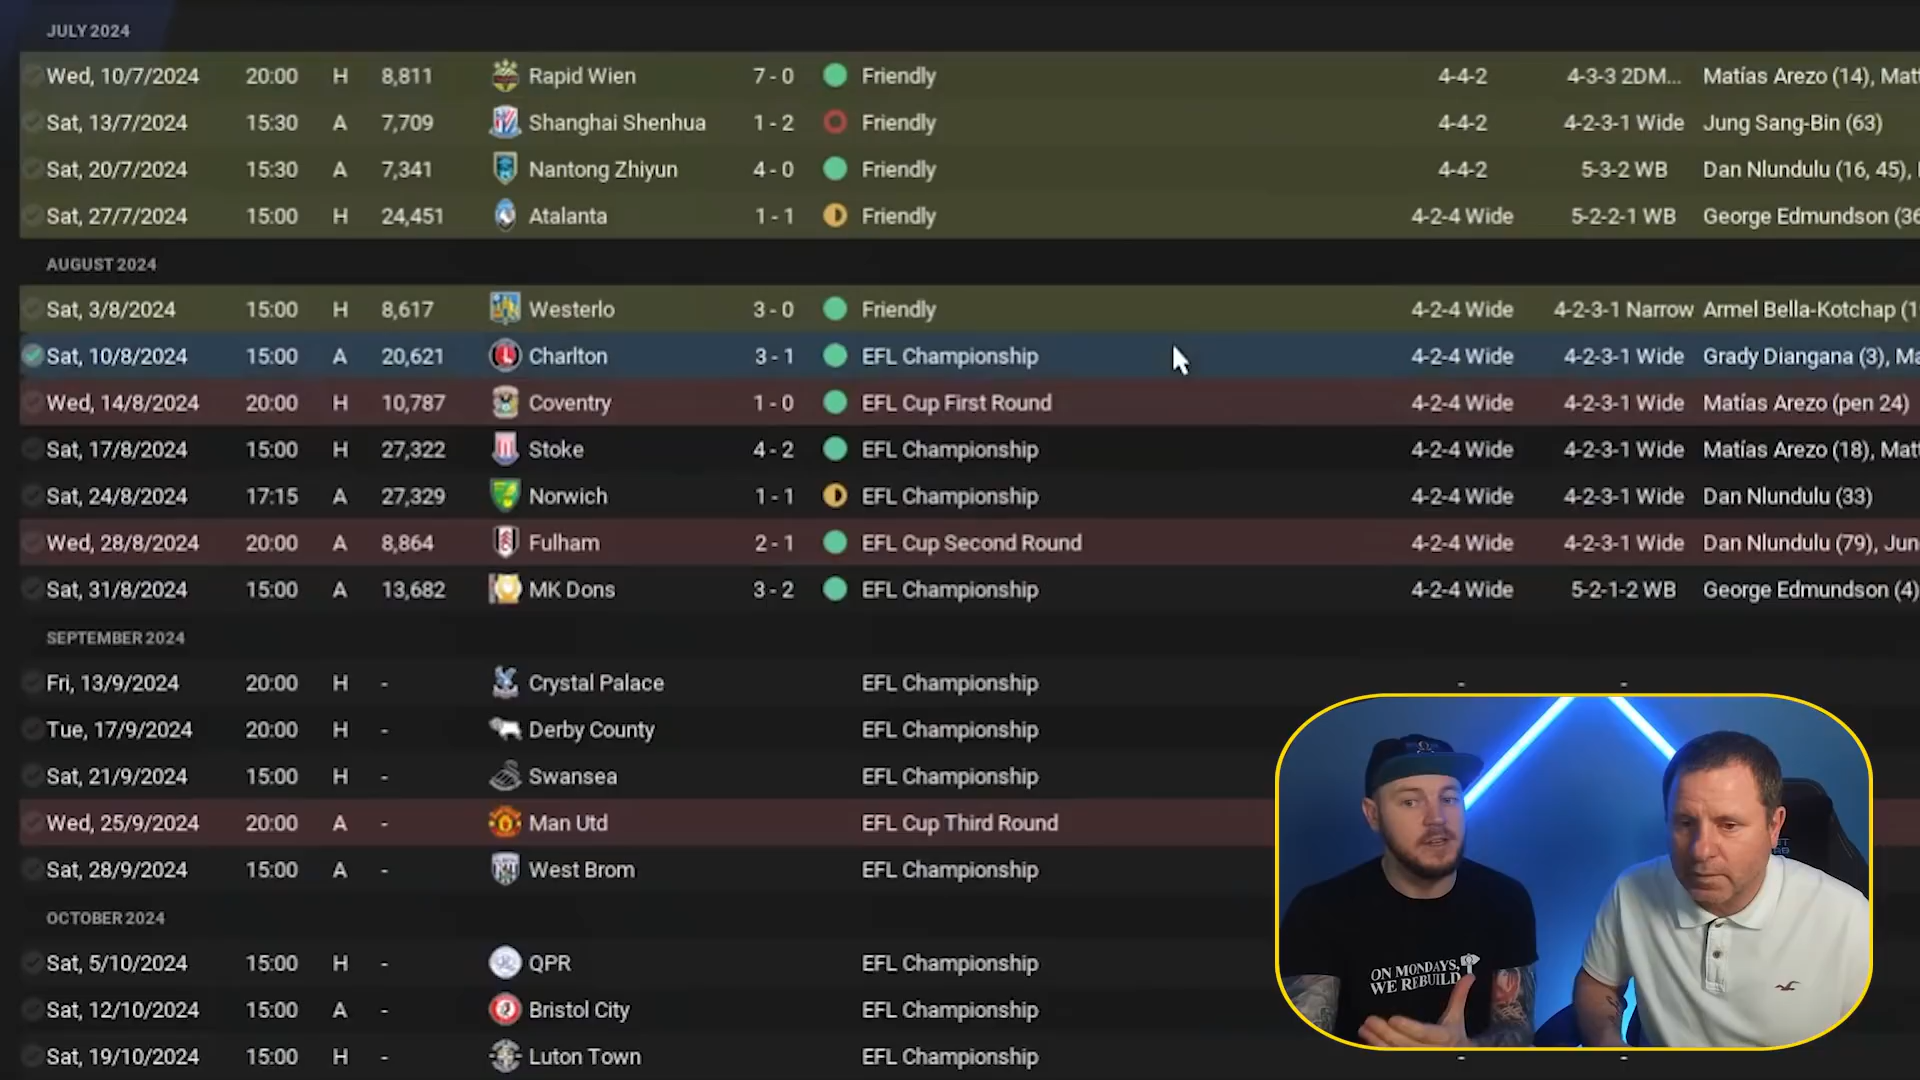 JULY 2024
Wed, 10/7/2024 20:00 H 8,811 Rapid Wien 7 - 0 Friendly 4-4-2 4-3-3 2DM... Matías Arezo (14), Matt
Sat, 13/7/2024 15:30 A 7,709 Shanghai Shenhua 1 - 2 Friendly 4-4-2 4-2-3-1 Wide Jung Sang-Bin (63)
Sat, 20/7/2024 15:30 A 7,341 Nantong Zhiyun 4 - 0 Friendly 4-4-2 5-3-2 WB Dan Nlundulu (16, 45),
Sat, 27/7/2024 15:00 H 24,451 Atalanta 1 - 1 Friendly 4-2-4 Wide 5-2-2-1 WB George Edmundson (36
AUGUST 2024
Sat, 3/8/2024 15:00 H 8,617 Westerlo 3 - 0 Friendly 4-2-4 Wide 4-2-3-1 Narrow Armel Bella-Kotchap (1
Sat, 10/8/2024 15:00 A 20,621 Charlton 3 - 1 EFL Championship 4-2-4 Wide 4-2-3-1 Wide Grady Diangana (3), Ma
Wed, 14/8/2024 20:00 H 10,787 Coventry 1 - 0 EFL Cup First Round 4-2-4 Wide 4-2-3-1 Wide Matías Arezo (pen 24)
Sat, 17/8/2024 15:00 H 27,322 Stoke 4 - 2 EFL Championship 4-2-4 Wide 4-2-3-1 Wide Matías Arezo (18), Matt
Sat, 24/8/2024 17:15 A 27,329 Norwich 1 - 1 EFL Championship 4-2-4 Wide 4-2-3-1 Wide Dan Nlundulu (33)
Wed, 28/8/2024 20:00 A 8,864 Fulham 2 - 1 EFL Cup Second Round 4-2-4 Wide 4-2-3-1 Wide Dan Nlundulu (79), Jun
Sat, 31/8/2024 15:00 A 13,682 MK Dons 3 - 2 EFL Championship 4-2-4 Wide 5-2-1-2 WB George Edmundson (4)
SEPTEMBER 2024
Fri, 13/9/2024 20:00 H - Crystal Palace EFL Championship - -
Tue, 17/9/2024 20:00 H - Derby County EFL Championship
Sat, 21/9/2024 15:00 H - Swansea EFL Championship
Wed, 25/9/2024 20:00 A - Man Utd EFL Cup Third Round
Sat, 28/9/2024 15:00 A - West Brom EFL Championship
OCTOBER 2024
Sat, 5/10/2024 15:00 H - QPR EFL Championship
Sat, 12/10/2024 15:00 A - Bristol City EFL Championship
Sat, 19/10/2024 15:00 H - Luton Town EFL Championship - -
ON MONDAYS,
WE REBUILD